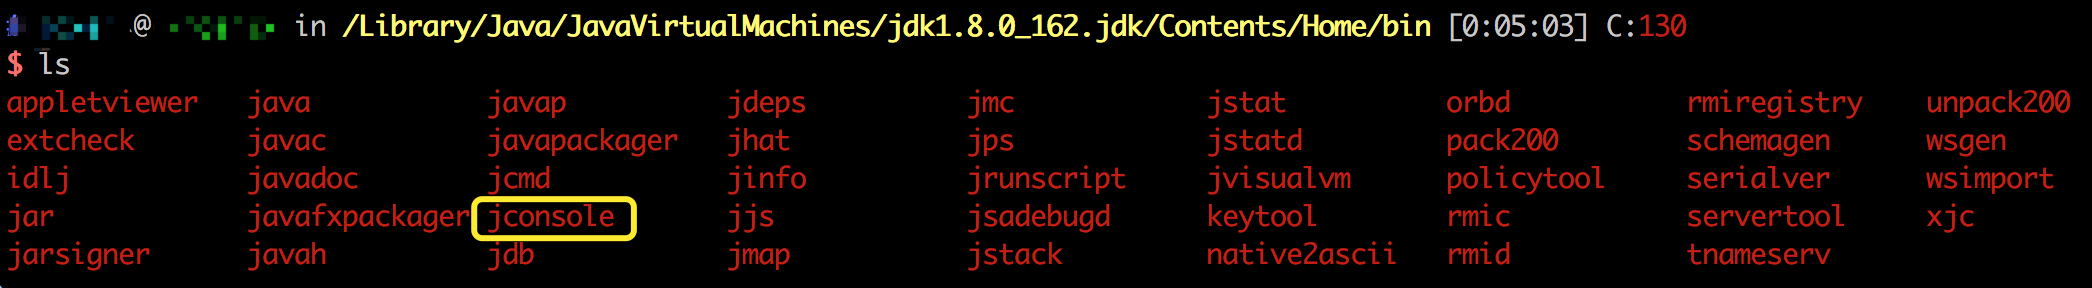 @ in /Library/Java/JavaVirtualMachines/jdk1.8.0_162.jdk/Contents/Home/bin [0:05:03] C:130
$ ls
appletviewer java javap jdeps jmc jstat orbd rmiregistry unpack200
extcheck javac javapackager jhat jps jstatd pack200 schemagen wsgen
idlj javadoc jcmd jinfo jrunscript jvisualvm policytool serialver wsimport
jar javafxpackager jconsole jjs jsadebugd keytool rmic servertool xjc
jarsigner javah jdb jmap jstack native2ascii rmid tnameserv